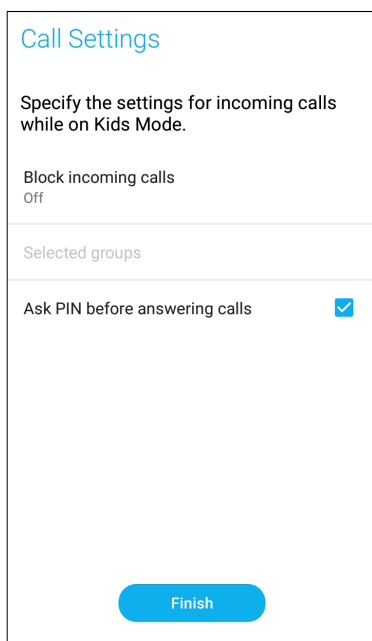 Call Settings
Specify the settings for incoming calls
while on Kids Mode.
Block incoming calls
Off
Selected groups
Ask PIN before answering calls
Finish